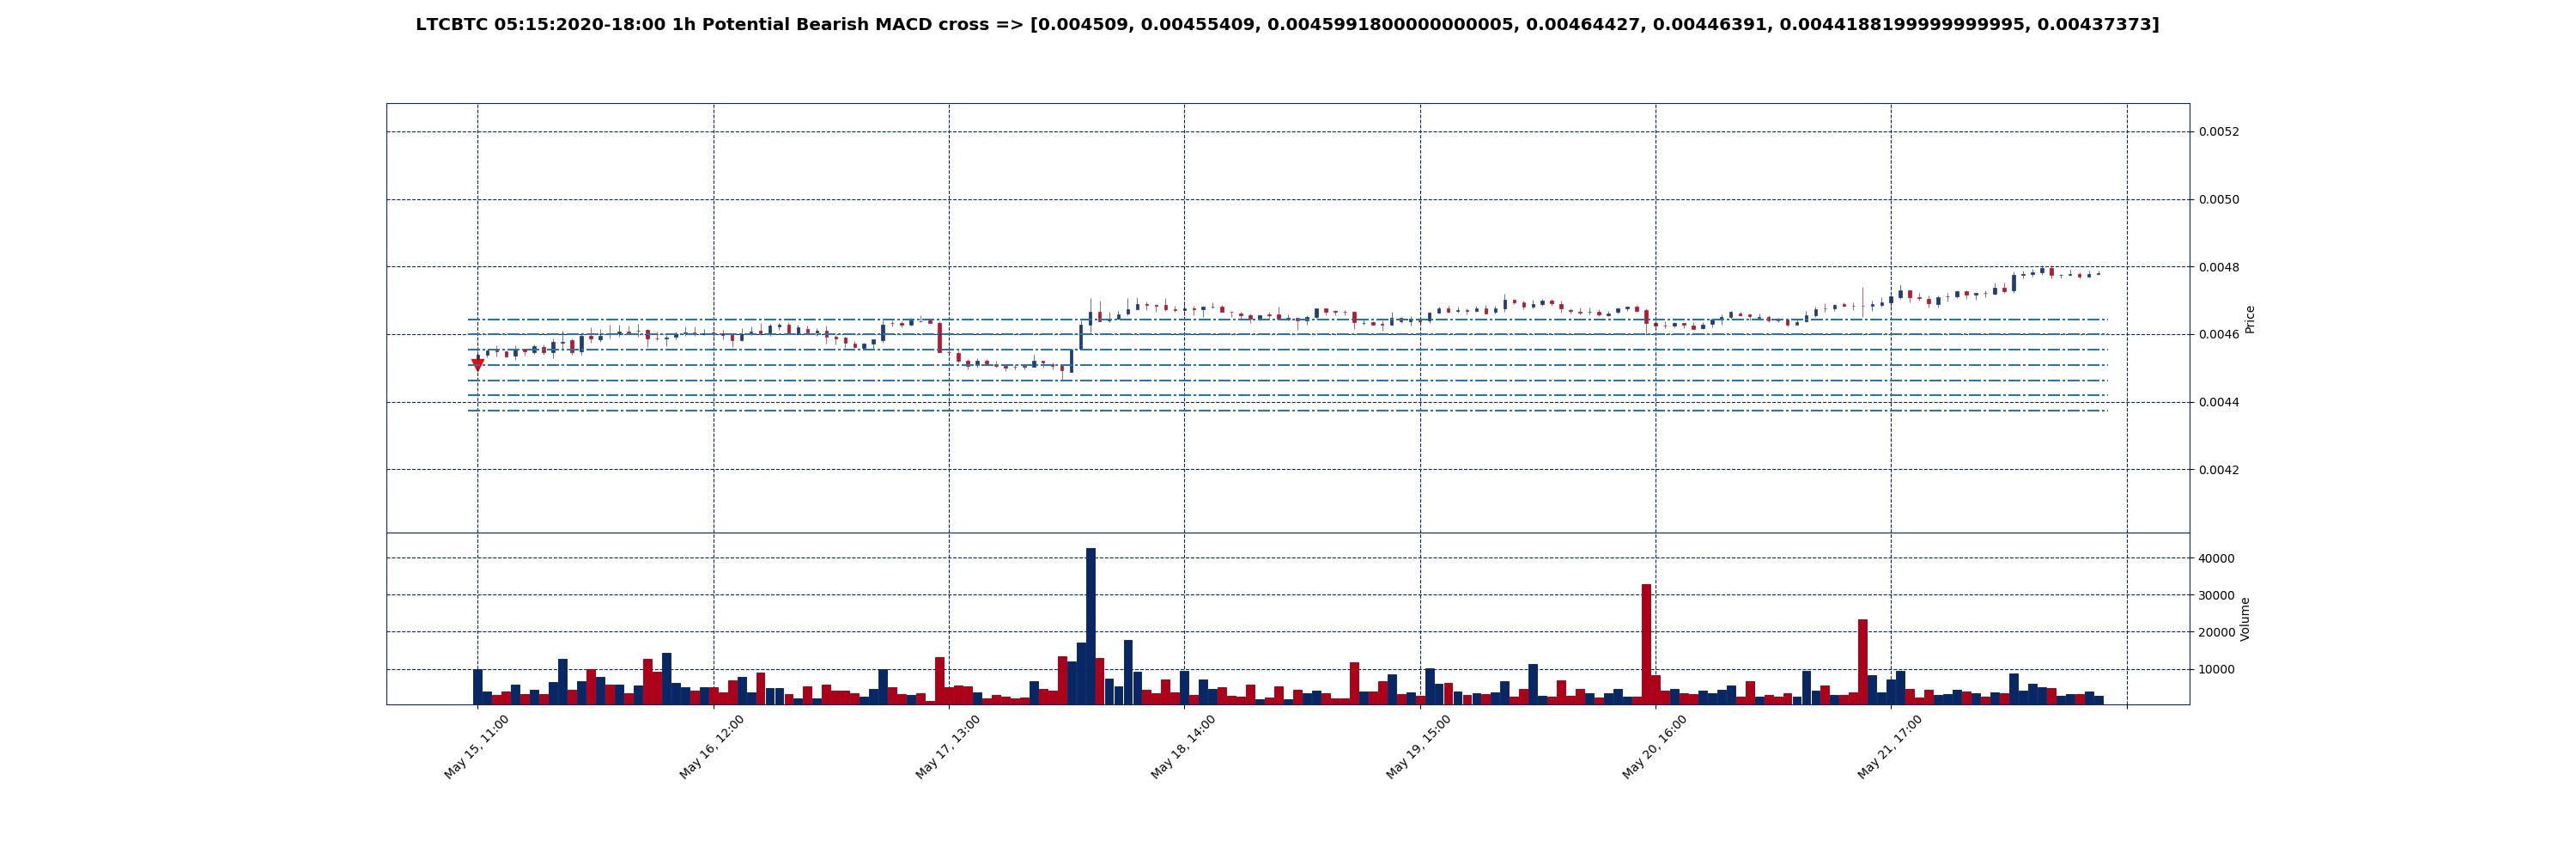 LTCBTC 05:15:2020-18:00 1h Potential Bearish MACD cross => [0.004509, 0.00455409, 0.0045991800000000005, 0.00464427, 0.00446391, 0.0044188199999999995, 0.00437373]
0.0052
0.0050
0.0048
Price
0.0046
0.0044
0.0042
40000
30000
Volume
20000
10000
May 15, 11:00
May 16, 12:00
May 17, 13:00
May 18, 14:00
May 19, 15:00
May 20, 16:00
May 21, 17:00